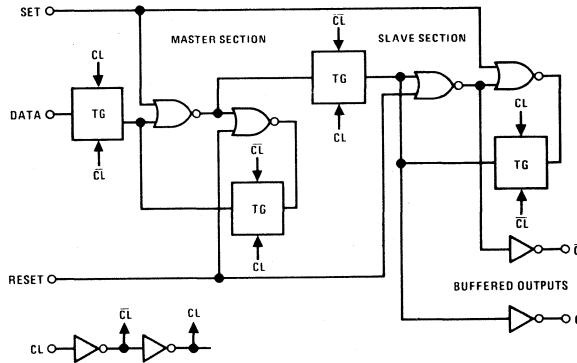 SET
CL
MASTER SECTION
C̅L̅
SLAVE SECTION
DATA
TG
TG
CL
C̅L̅
C̅L̅
CL
TG
TG
CL
C̅L̅
RESET
BUFFERED OUTPUTS
C̅L̅
CL
CL